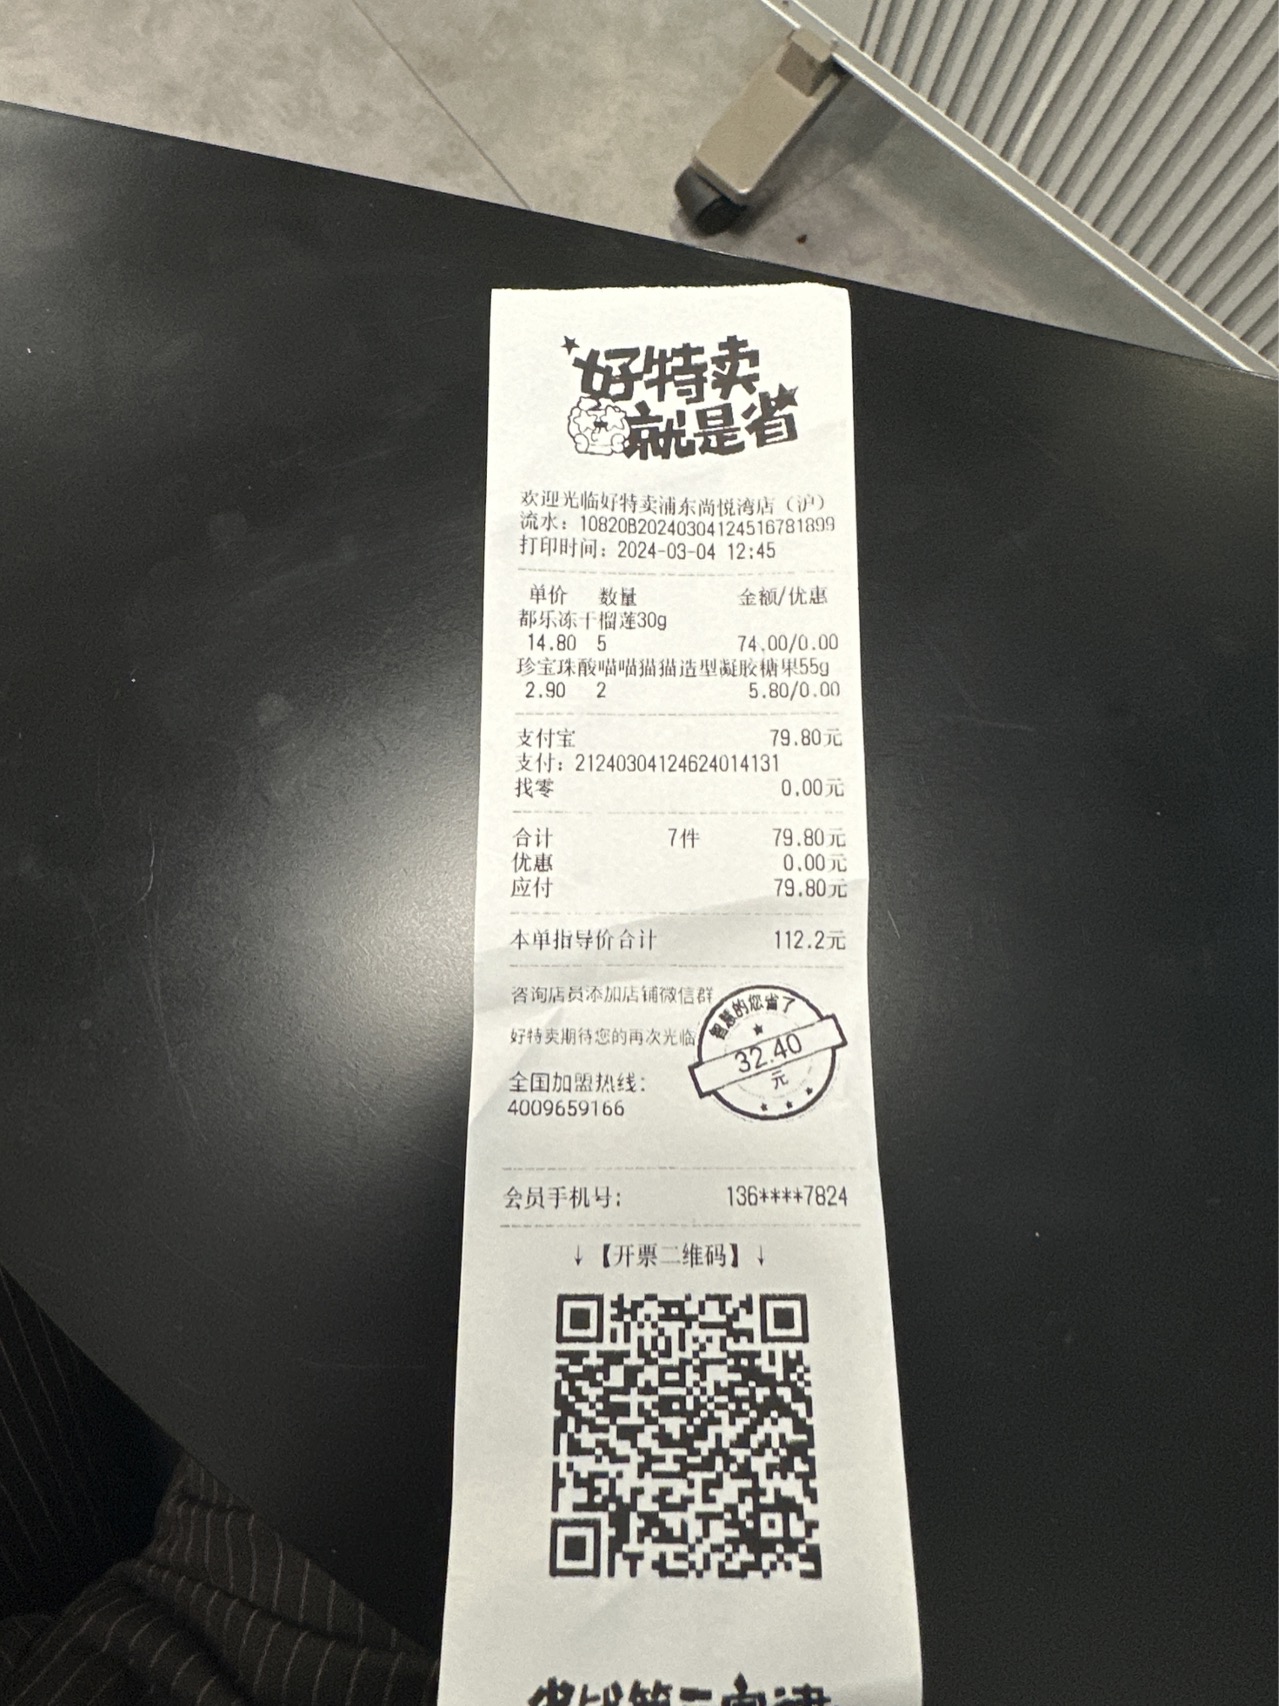 好特卖
就是省
欢迎光临好特卖浦东尚悦湾店（沪）
流水：10820B20240304124516781899
打印时间：2024-03-04 12:45
单价 数量 金额/优惠
都乐冻干榴莲30g
14.80 5 74.00/0.00
珍宝珠酸喵喵猫猫造型凝胶糖果55g
2.90 2 5.80/0.00
支付宝 79.80元
支付：21240304124624014131
找零 0.00元
合计 7件 79.80元
优惠 0.00元
应付 79.80元
本单指导价合计 112.2元
咨询店员添加店铺微信群
好特卖期待您的再次光临
智慧的您省了
32.40
元
全国加盟热线：
4009659166
会员手机号： 136****7824
↓【开票二维码】↓